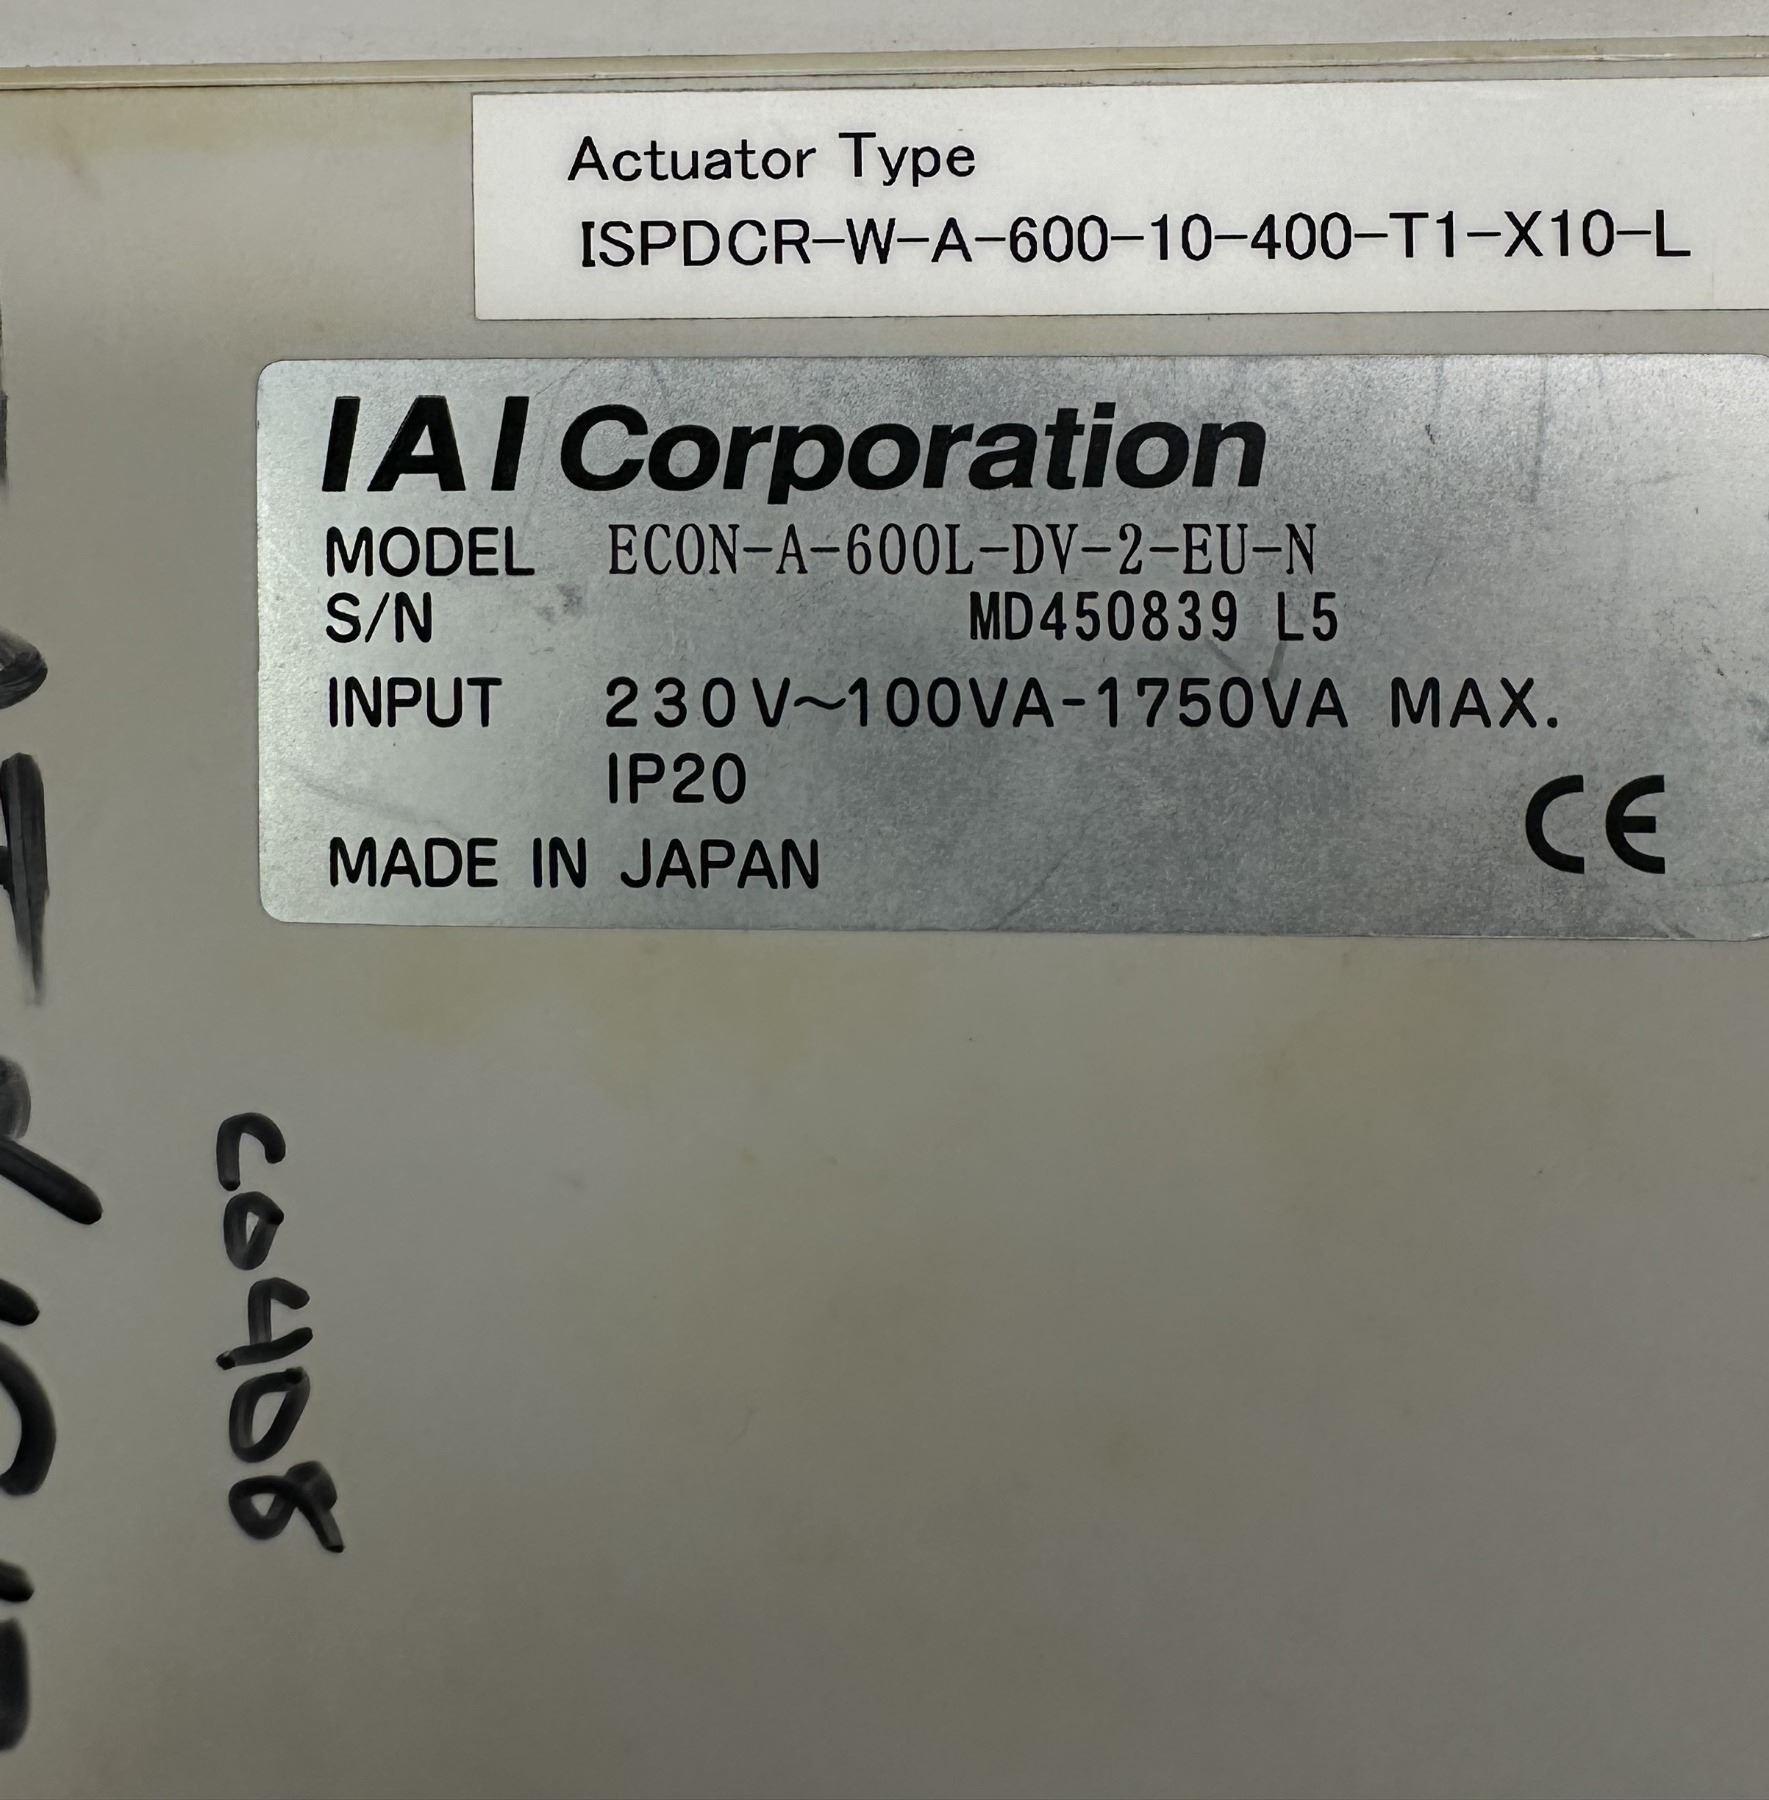 Actuator Type
ISPDCR-W-A-600-10-400-T1-X10-L
IAI Corporation
MODEL ECON-A-600L-DV-2-EU-N
S/N MD450839 L5
INPUT 230V~100VA-1750VA MAX.
IP20
CE
MADE IN JAPAN
CO408